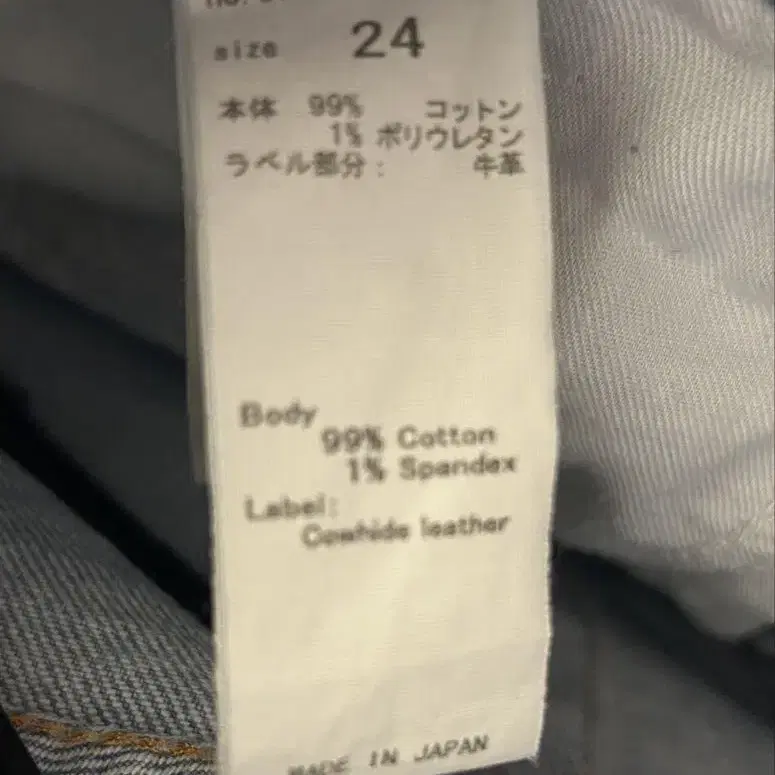 size 24
本体 99% コットン
1% ポリウレタン
ラベル部分: 牛革
Body
99% Cotton
1% Spandex
Label:
Cowhide leather
MADE IN JAPAN